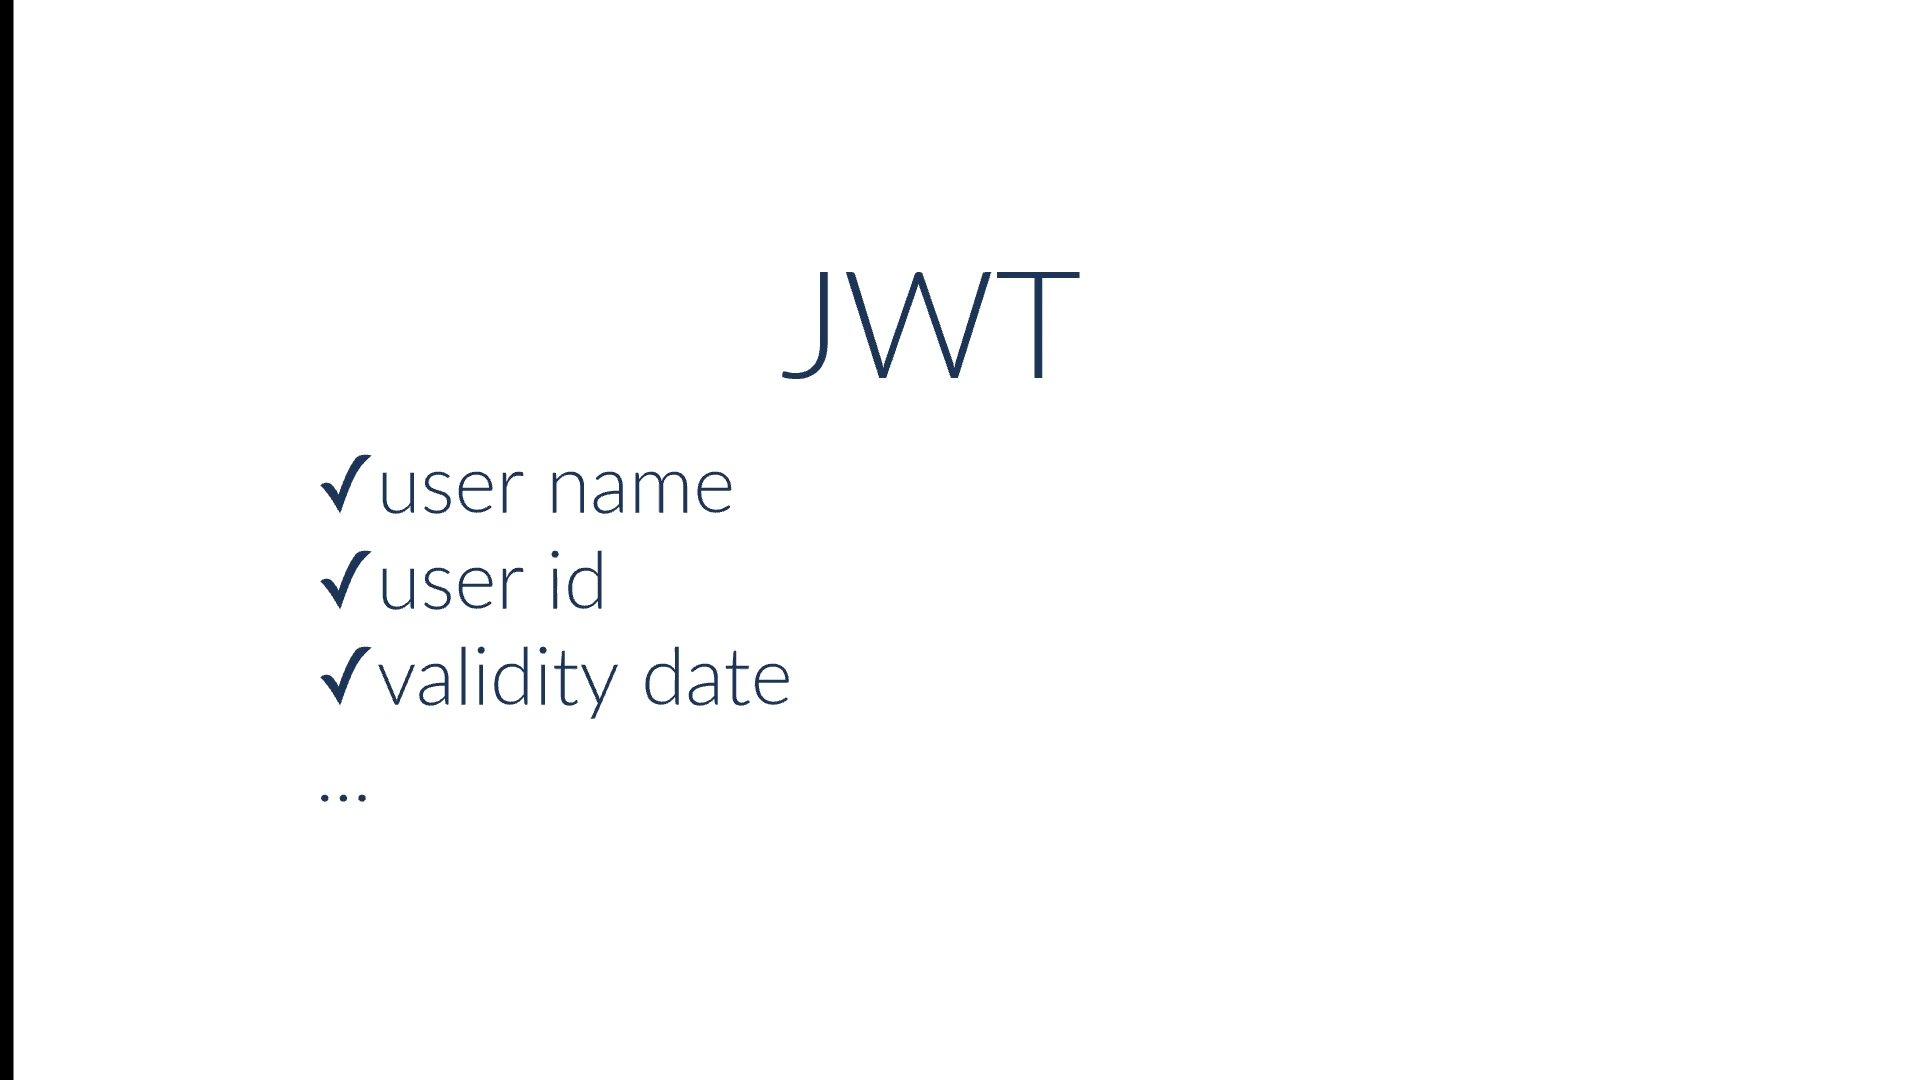 JWT
✓user name
✓user id
✓validity date
...